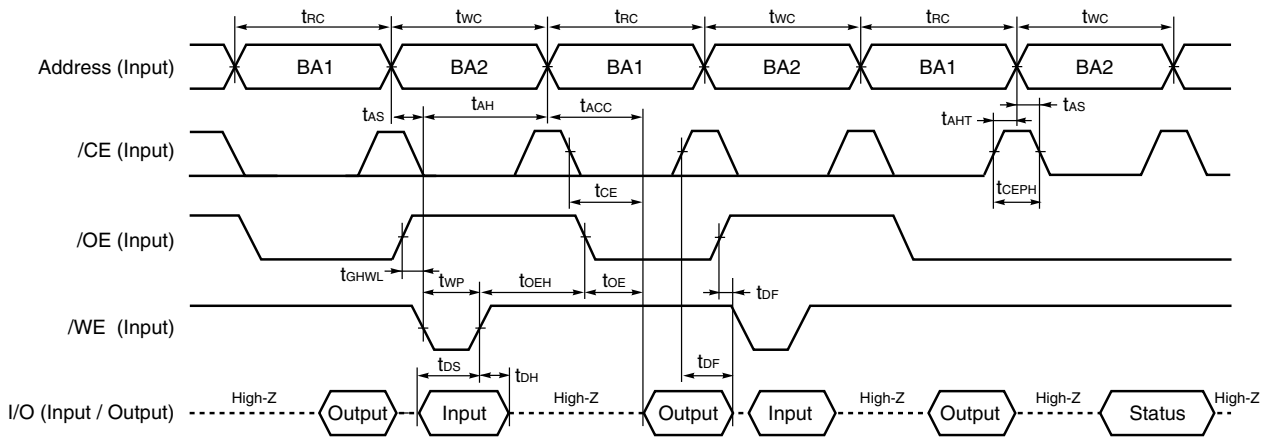 tRC tWC tRC tWC tRC tWC
Address (Input) BA1 BA2 BA1 BA2 BA1 BA2
tAS tAH tACC tAHT tAS
/CE (Input)
tCE tCEPH
/OE (Input)
tGHWL tWP tOEH tOE tDF
/WE (Input)
tDS tDH tDF
I/O (Input / Output) High-Z Output Input High-Z Output Input High-Z Output High-Z Status High-Z